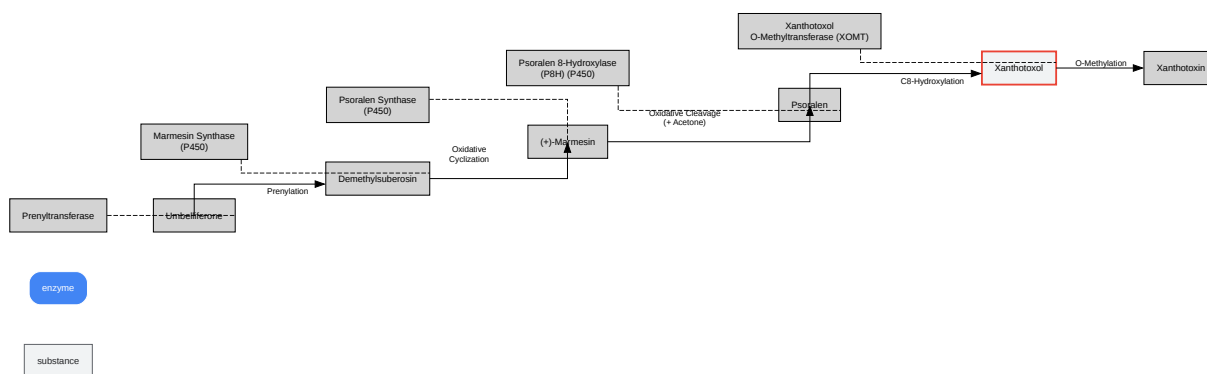 Xanthotoxol
O-Methyltransferase (XOMT)
Psoralen 8-Hydroxylase
(P8H) (P450)
Xanthotoxol
O-Methylation
Xanthotoxin
C8-Hydroxylation
Psoralen Synthase
(P450)
Psoralen
Oxidative Cleavage
(+ Acetone)
Marmesin Synthase
(P450)
(+)-Marmesin
Oxidative
Cyclization
Demethylsuberosin
Prenylation
Prenyltransferase
Umbelliferone
enzyme
substance